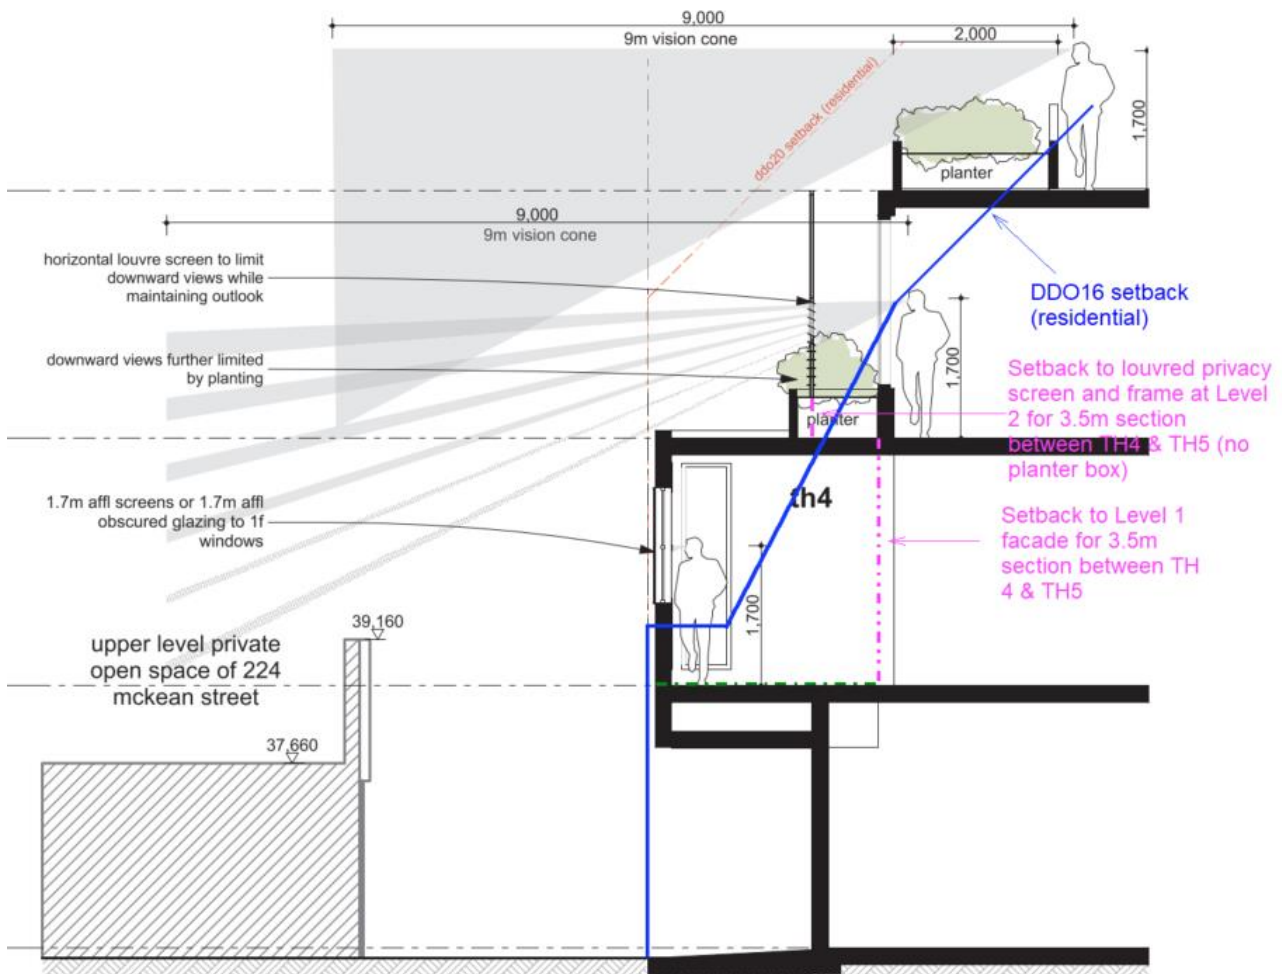 9,000
9m vision cone
2,000
ddo20 setback (residential)
1,700
planter
9,000
9m vision cone
horizontal louvre screen to limit
downward views while
maintaining outlook
DDO16 setback
(residential)
downward views further limited
by planting
1,700
Setback to louvred privacy
screen and frame at Level
2 for 3.5m section
between TH4 & TH5 (no
planter box)
planter
1.7m affl screens or 1.7m affl
obscured glazing to 1f
windows
th4
Setback to Level 1
facade for 3.5m
section between TH
4 & TH5
1,700
39,160
upper level private
open space of 224
mckean street
37,660